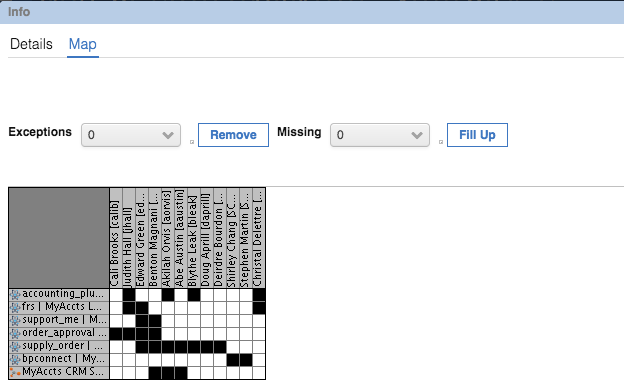 Info
Details Map
Exceptions 0 Remove Missing 0 Fill Up
Cali Brooks [calib]
Judith Hall [jhall]
Edward Green [ed...
Benton Magnani [...
Akilah Orvis [aorvis]
Abe Austin [aaustin]
Blythe Leak [bleak]
Doug Aprill [daprill]
Deirdre Bourdon [...
Shirley Chang [SC...
Stephen Martin [S...
Christal Delettre [...
accounting_plu...
frs | MyAccts L...
support_me | M...
order_approval ...
supply_order | ...
bpconnect | My...
MyAccts CRM S...